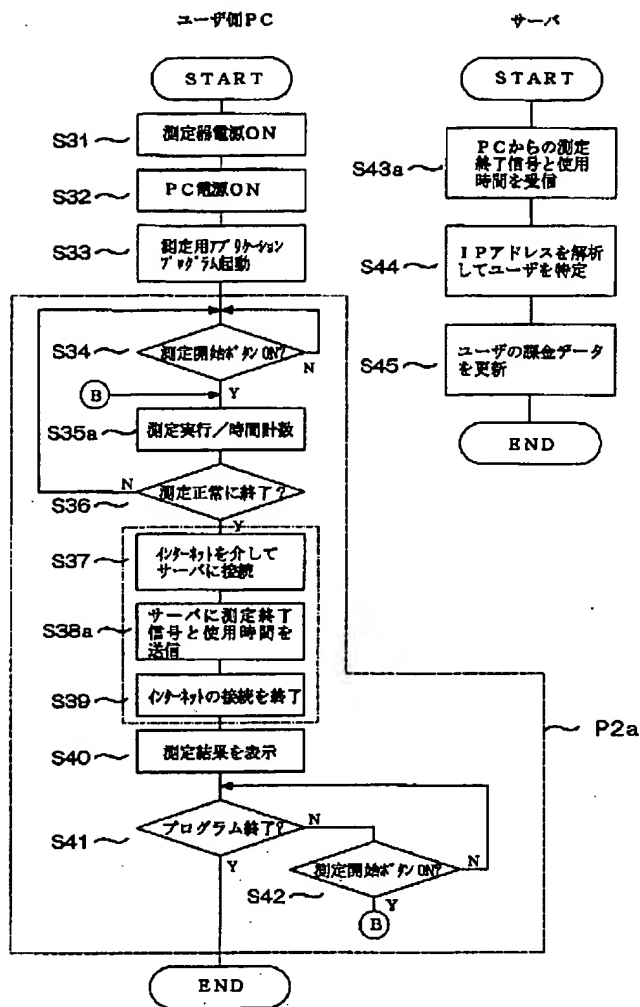 ユーザ側PC
START
S31
測定器電源ON
S32
PC電源ON
S33
測定用アプリケーション
プログラム起動
S34
測定開始ボタンON?
N
Y
B
S35a
測定実行／時間計数
N
S36
測定正常に終了?
Y
S37
インターネットを介して
サーバに接続
S38a
サーバに測定終了
信号と使用時間を
送信
S39
インターネットの接続を終了
S40
測定結果を表示
P2a
S41
プログラム終了?
N
Y
S42
測定開始ボタンON?
N
Y
B
END
サーバ
START
S43a
PCからの測定
終了信号と使用
時間を受信
S44
IPアドレスを解析
してユーザを特定
S45
ユーザの課金データ
を更新
END